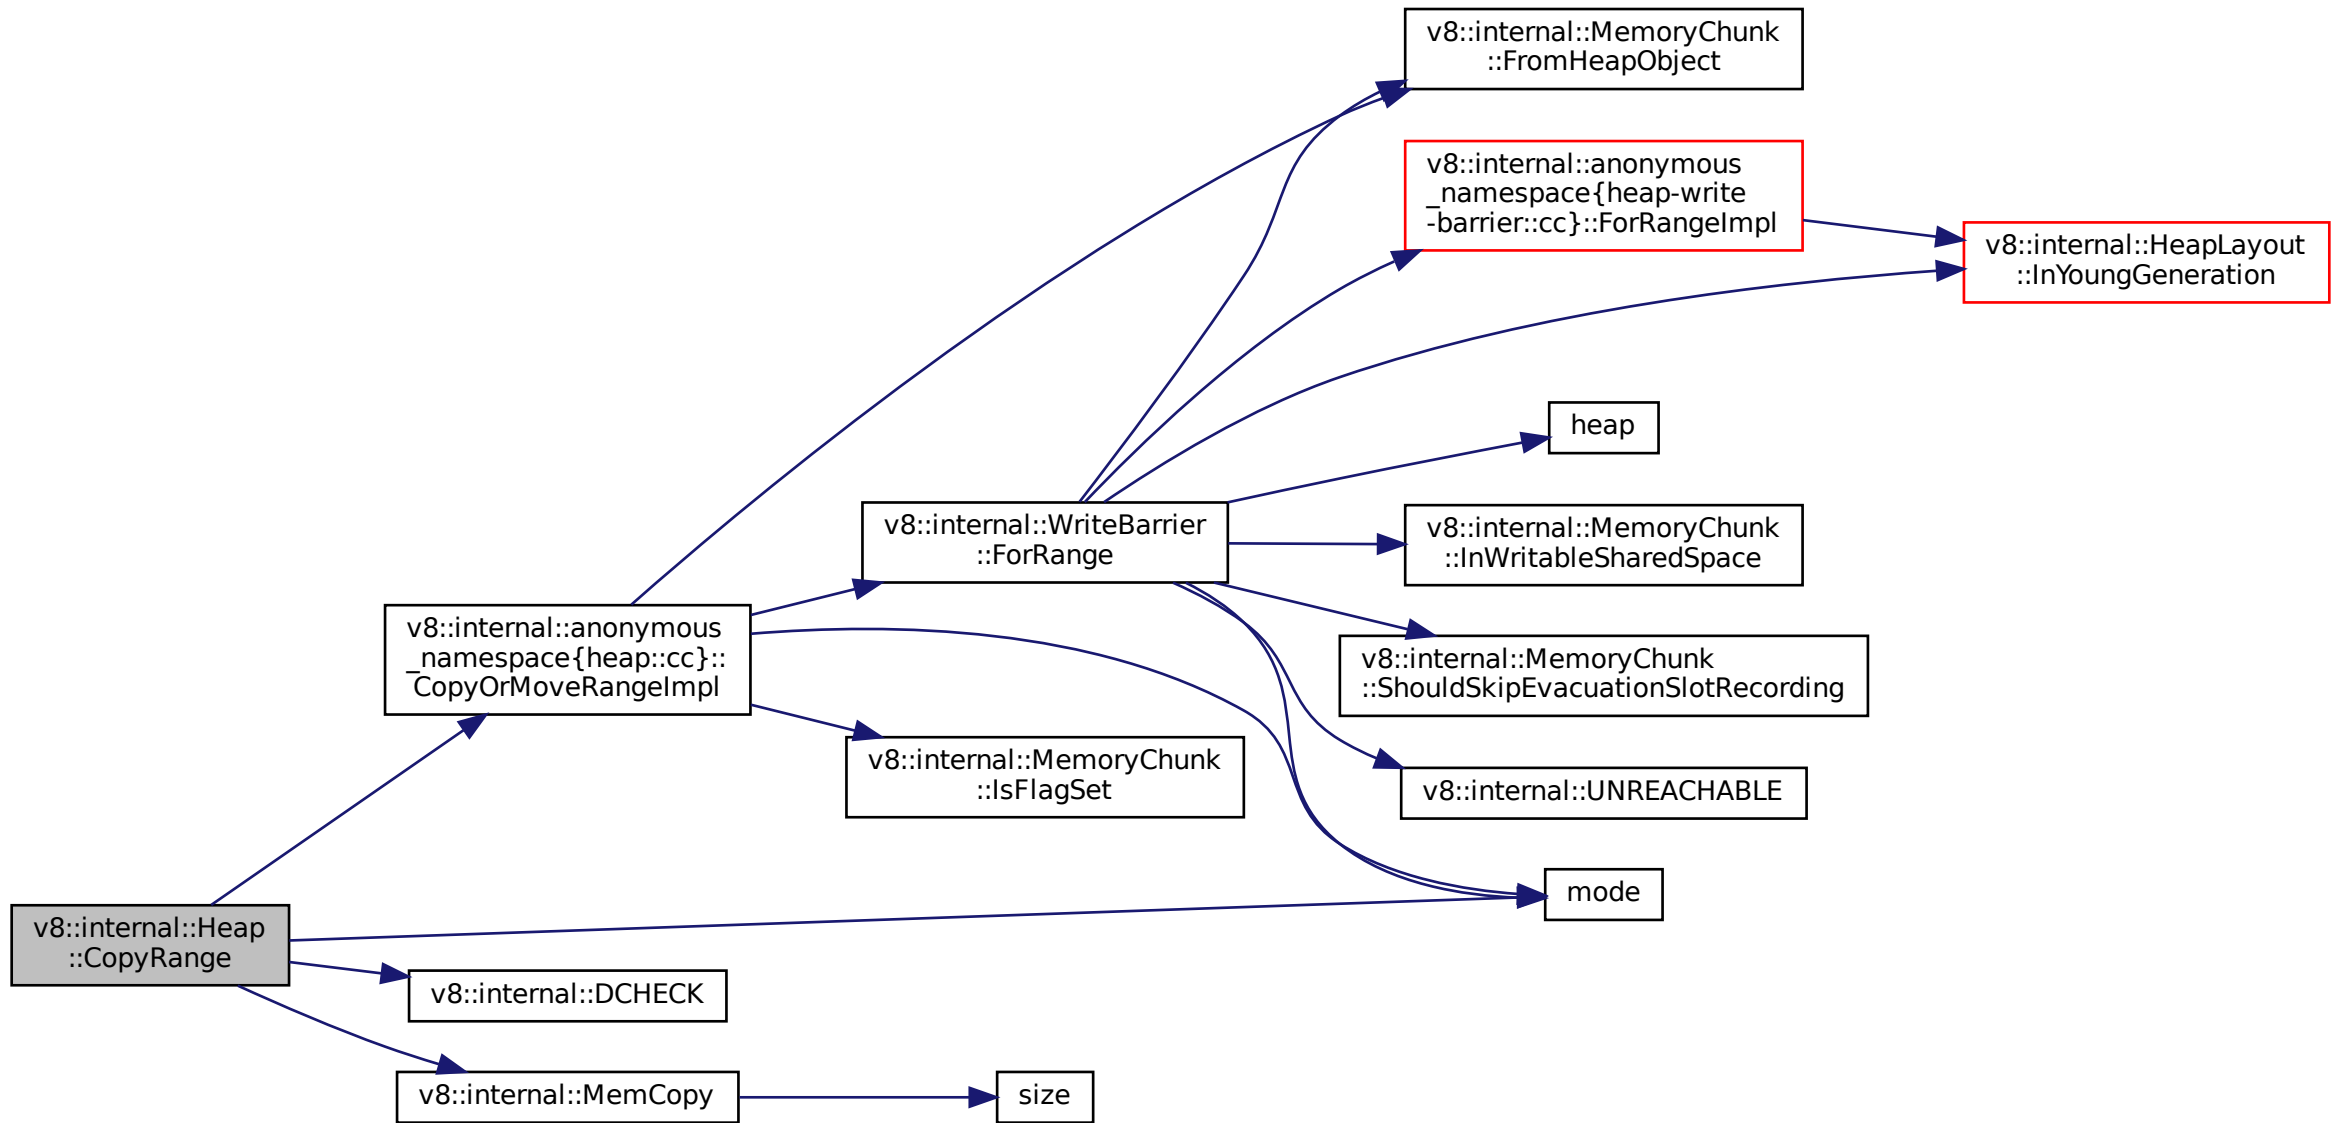 v8::internal::Heap
::CopyRange
v8::internal::anonymous
_namespace{heap::cc}::
CopyOrMoveRangeImpl
v8::internal::MemoryChunk
::FromHeapObject
v8::internal::WriteBarrier
::ForRange
v8::internal::anonymous
_namespace{heap-write
-barrier::cc}::ForRangeImpl
v8::internal::HeapLayout
::InYoungGeneration
heap
v8::internal::MemoryChunk
::InWritableSharedSpace
v8::internal::MemoryChunk
::ShouldSkipEvacuationSlotRecording
v8::internal::UNREACHABLE
mode
v8::internal::MemoryChunk
::IsFlagSet
v8::internal::DCHECK
v8::internal::MemCopy
size